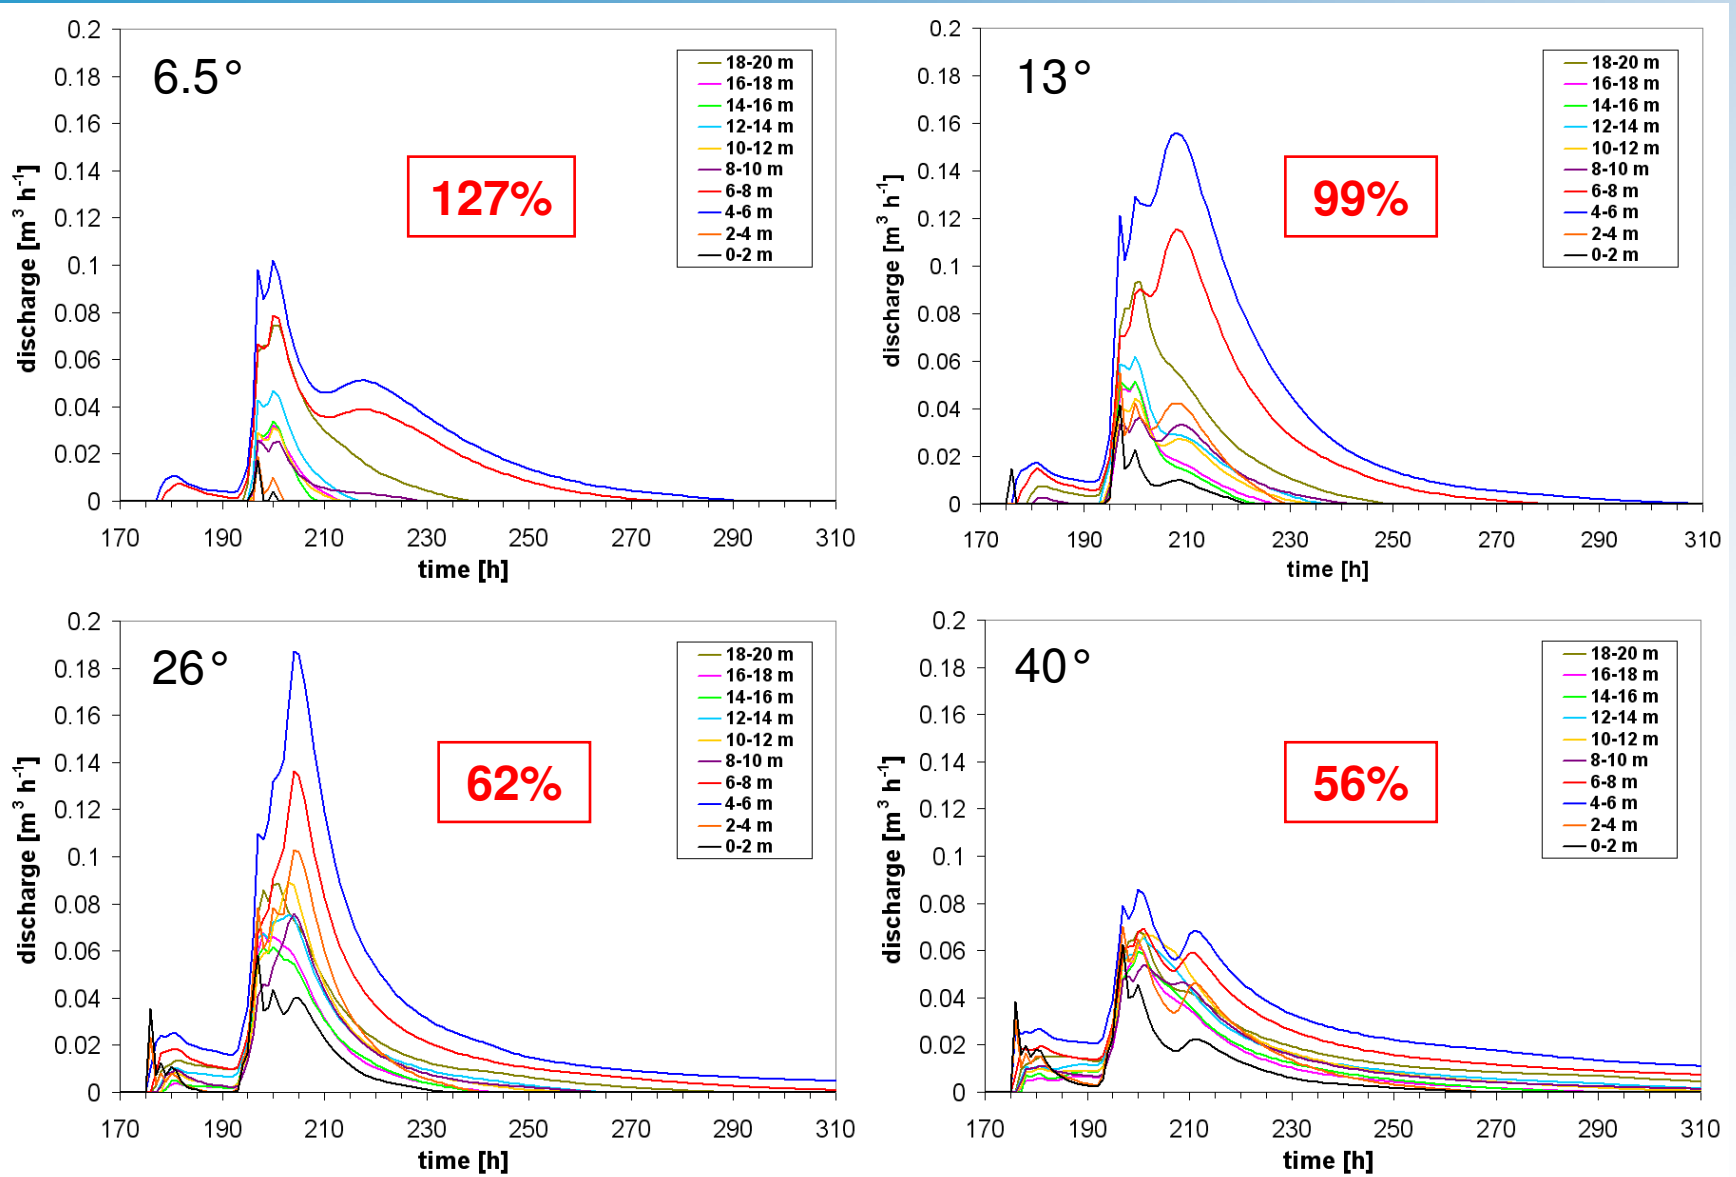 6.5°
127%
0.2
0.18
0.16
0.14
0.12
0.1
0.08
0.06
0.04
0.02
0
discharge [m³ h⁻¹]
170 190 210 230 250 270 290 310
time [h]
18-20 m
16-18 m
14-16 m
12-14 m
10-12 m
8-10 m
6-8 m
4-6 m
2-4 m
0-2 m
13°
99%
0.2
0.18
0.16
0.14
0.12
0.1
0.08
0.06
0.04
0.02
0
discharge [m³ h⁻¹]
170 190 210 230 250 270 290 310
time [h]
18-20 m
16-18 m
14-16 m
12-14 m
10-12 m
8-10 m
6-8 m
4-6 m
2-4 m
0-2 m
26°
62%
0.2
0.18
0.16
0.14
0.12
0.1
0.08
0.06
0.04
0.02
0
discharge [m³ h⁻¹]
170 190 210 230 250 270 290 310
time [h]
18-20 m
16-18 m
14-16 m
12-14 m
10-12 m
8-10 m
6-8 m
4-6 m
2-4 m
0-2 m
40°
56%
0.2
0.18
0.16
0.14
0.12
0.1
0.08
0.06
0.04
0.02
0
discharge [m³ h⁻¹]
170 190 210 230 250 270 290 310
time [h]
18-20 m
16-18 m
14-16 m
12-14 m
10-12 m
8-10 m
6-8 m
4-6 m
2-4 m
0-2 m